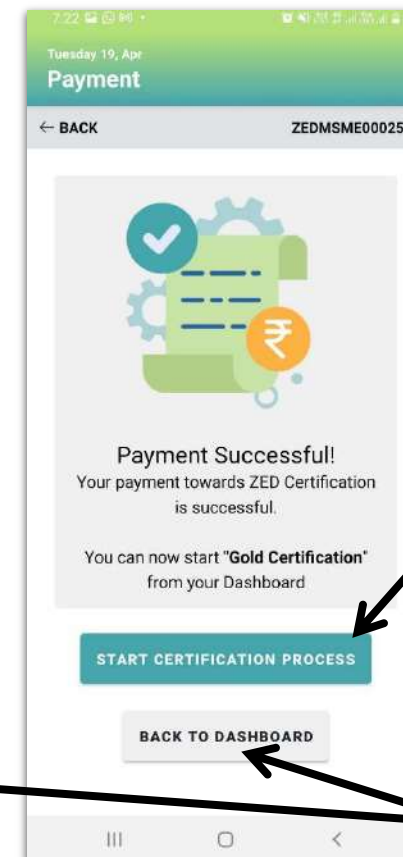 7:22
Tuesday 19, Apr
Payment
← BACK ZEDMSME00025
₹
Payment Successful!
Your payment towards ZED Certification
is successful.
You can now start "Gold Certification"
from your Dashboard
START CERTIFICATION PROCESS
BACK TO DASHBOARD